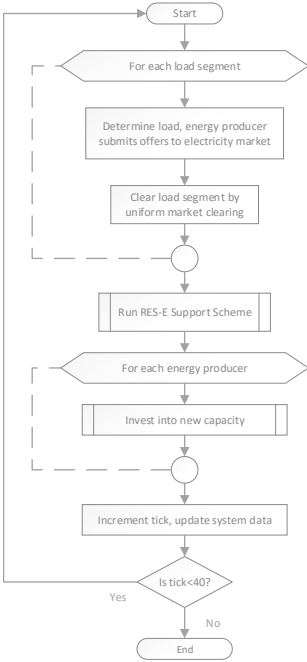 Start
For each load segment
Determine load, energy producer
submits offers to electricity market
Clear load segment by
uniform market clearing
Run RES-E Support Scheme
For each energy producer
Invest into new capacity
Increment tick, update system data
Is tick<40?
Yes
No
End